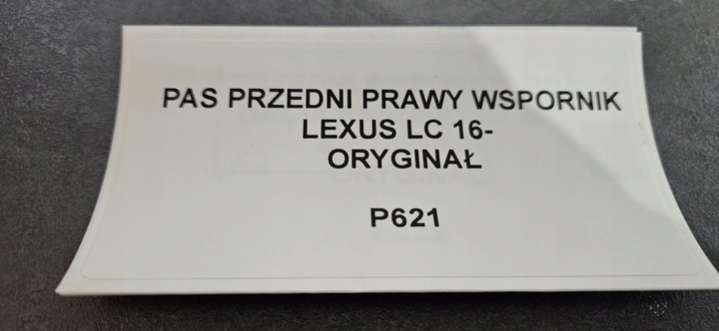 PAS PRZEDNI PRAWY WSPORNIK
LEXUS LC 16-
ORYGINAŁ
P621